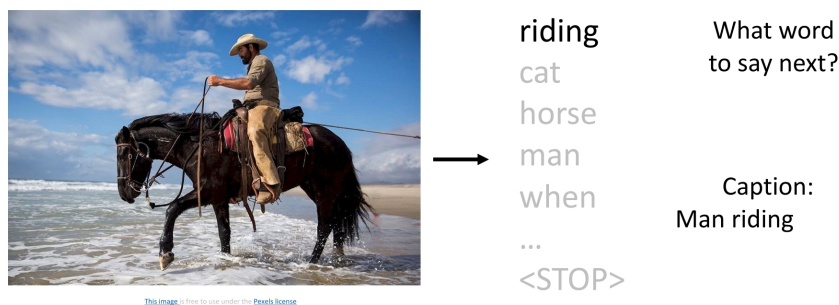 riding
cat
horse
man
when
...
<STOP>
What word
to say next?
Caption:
Man riding
This image is free to use under the Pexels license